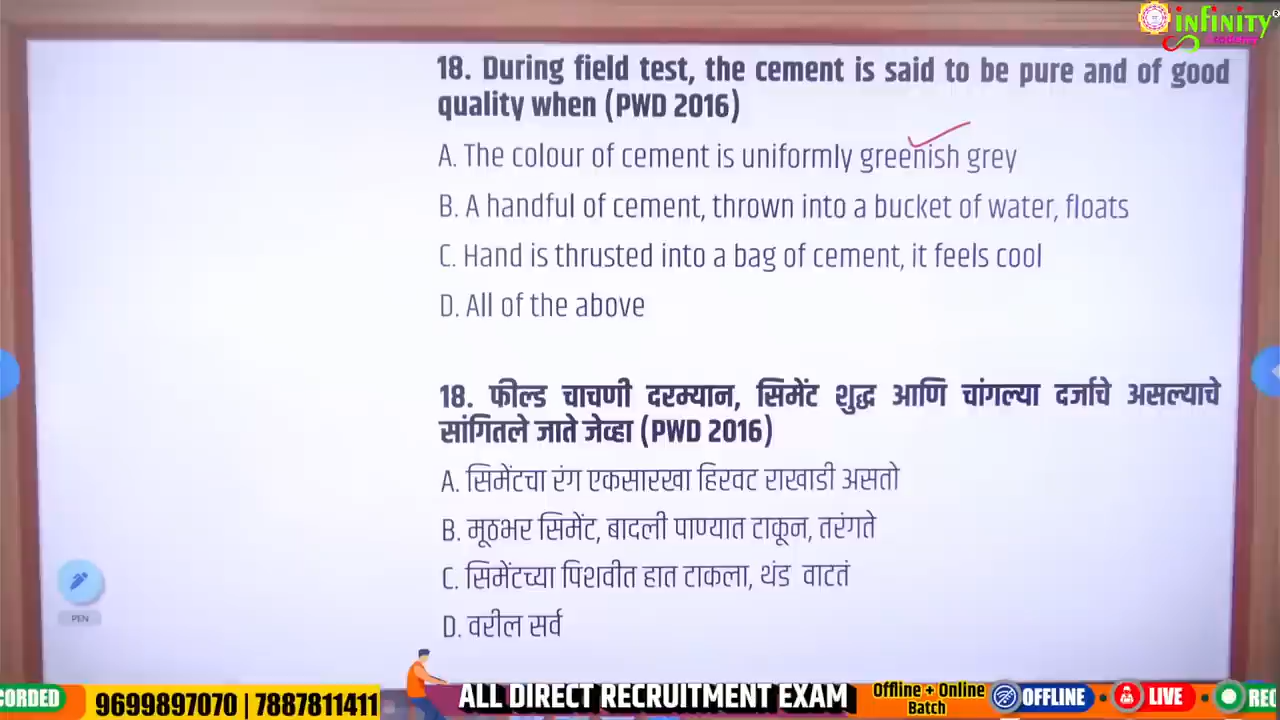 infinity
18. During field test, the cement is said to be pure and of good
quality when (PWD 2016)
A. The colour of cement is uniformly greenish grey
B. A handful of cement, thrown into a bucket of water, floats
C. Hand is thrusted into a bag of cement, it feels cool
D. All of the above
18. फील्ड चाचणी दरम्यान, सिमेंट शुद्ध आणि चांगल्या दर्जाचे असल्याचे
सांगितले जाते जेव्हा (PWD 2016)
A. सिमेंटचा रंग एकसारखा हिरवट राखाडी असतो
B. मूठभर सिमेंट, बादली पाण्यात टाकून, तरंगते
C. सिमेंटच्या पिशवीत हात टाकला, थंड वाटतं
D. वरील सर्व
PEN
CORDED 9699897070 | 7887811411 ALL DIRECT RECRUITMENT EXAM Offline + Online Batch OFFLINE LIVE REC